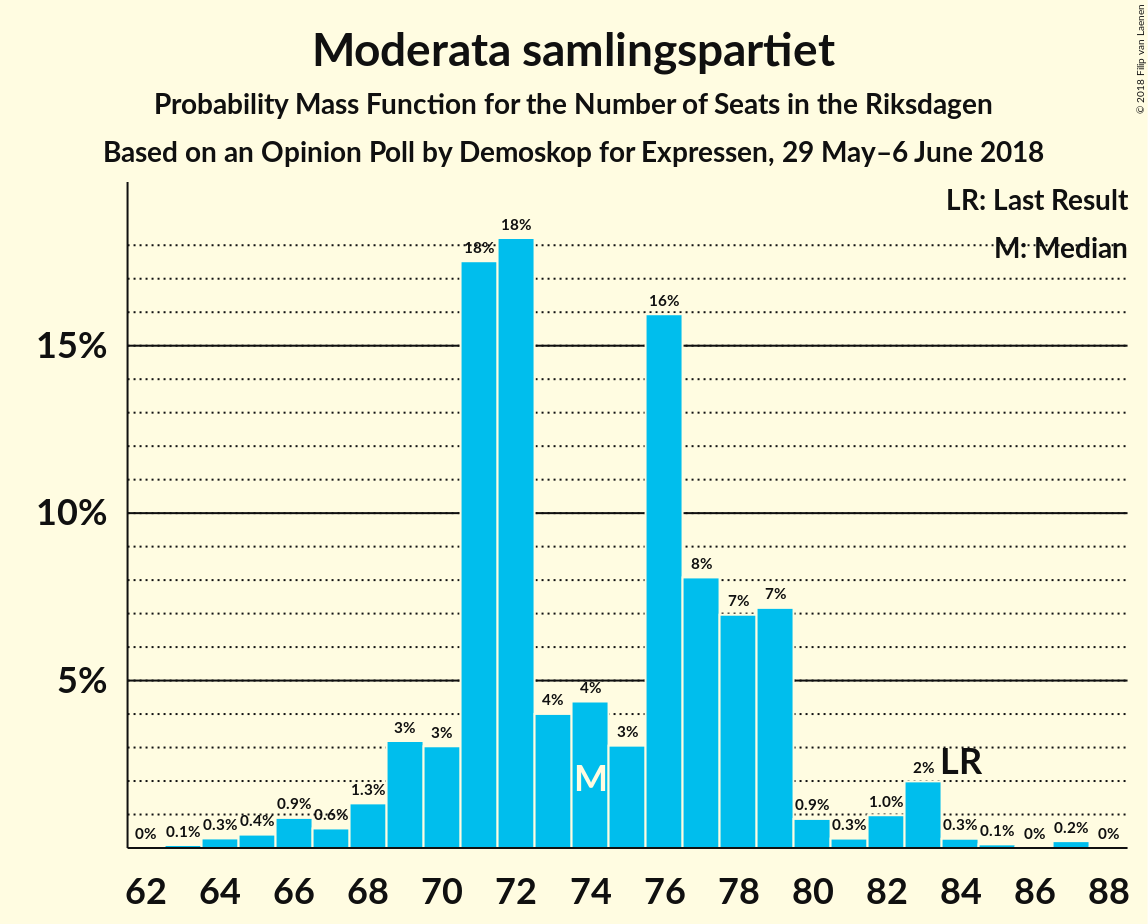 Moderata samlingspartiet
Probability Mass Function for the Number of Seats in the Riksdagen
Based on an Opinion Poll by Demoskop for Expressen, 29 May–6 June 2018
© 2018 Filip van Laenen
LR: Last Result
M: Median
15%
10%
5%
0% 0.1% 0.3% 0.4% 0.9% 0.6% 1.3% 3% 3% 18% 18% 4% 4% 3% 16% 8% 7% 7% 0.9% 0.3% 1.0% 2% 0.3% 0.1% 0% 0.2% 0%
M
LR
62 64 66 68 70 72 74 76 78 80 82 84 86 88